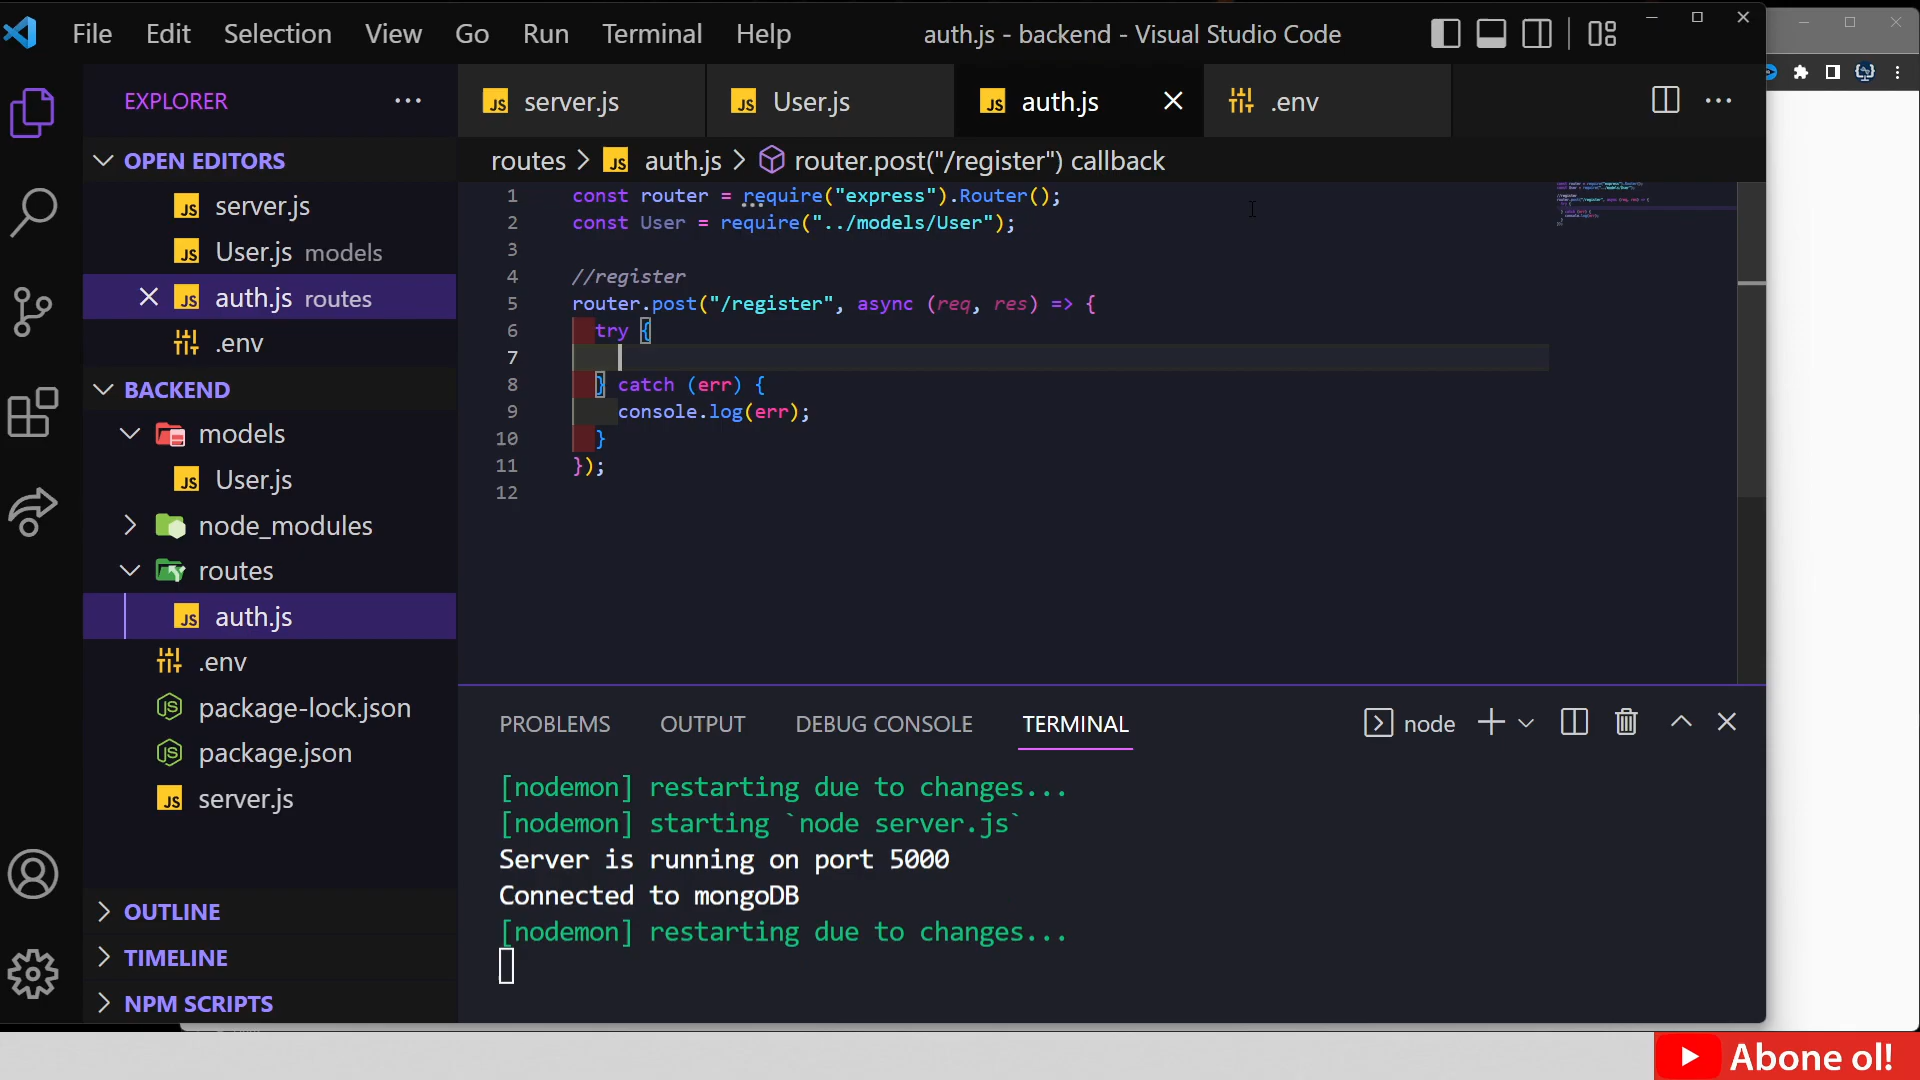 File Edit Selection View Go Run Terminal Help
auth.js - backend - Visual Studio Code
EXPLORER
OPEN EDITORS
server.js
User.js models
auth.js routes
.env
BACKEND
models
User.js
node_modules
routes
auth.js
.env
package-lock.json
package.json
server.js
OUTLINE
TIMELINE
NPM SCRIPTS
server.js
User.js
auth.js
.env
routes > auth.js > router.post("/register") callback
1 const router = require("express").Router();
2 const User = require("../models/User");
3
4 //register
5 router.post("/register", async (req, res) => {
6 try {
7
8 } catch (err) {
9 console.log(err);
10 }
11 });
12
PROBLEMS OUTPUT DEBUG CONSOLE TERMINAL
node
[nodemon] restarting due to changes...
[nodemon] starting `node server.js`
Server is running on port 5000
Connected to mongoDB
[nodemon] restarting due to changes...
Abone ol!